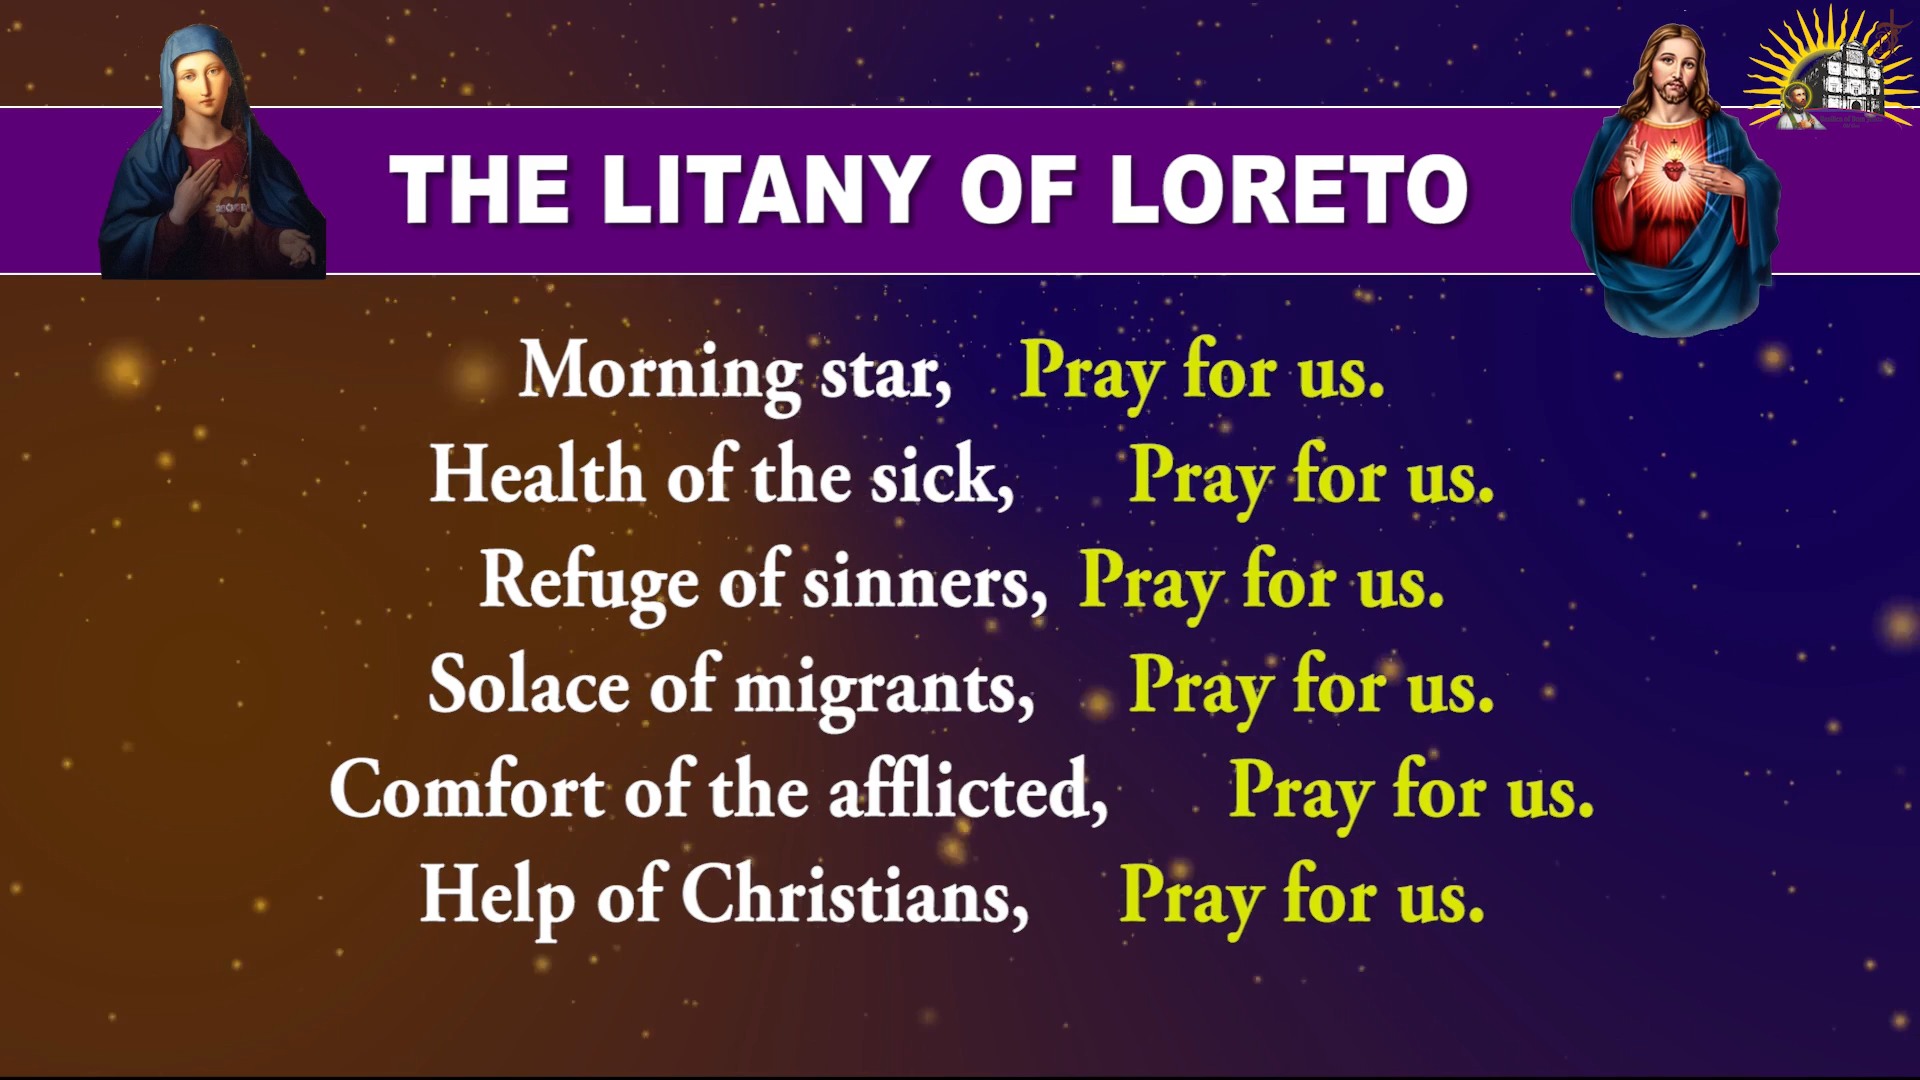 THE LITANY OF LORETO
Morning star, Pray for us.
Health of the sick, Pray for us.
Refuge of sinners, Pray for us.
Solace of migrants, Pray for us.
Comfort of the afflicted, Pray for us.
Help of Christians, Pray for us.